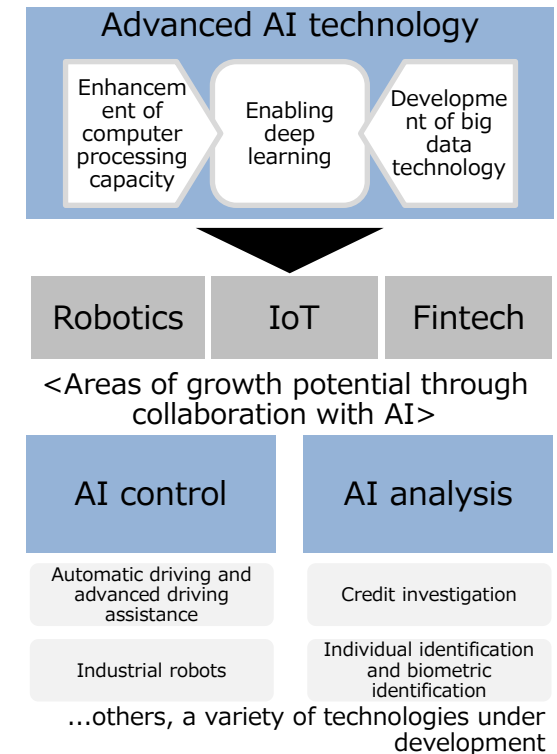 Advanced AI technology
Enhancem
ent of
computer
processing
capacity
Enabling
deep
learning
Developme
nt of big
data
technology
Robotics
IoT
Fintech
<Areas of growth potential through
collaboration with AI>
AI control
AI analysis
Automatic driving and
advanced driving
assistance
Credit investigation
Industrial robots
Individual identification
and biometric
identification
...others, a variety of technologies under
development